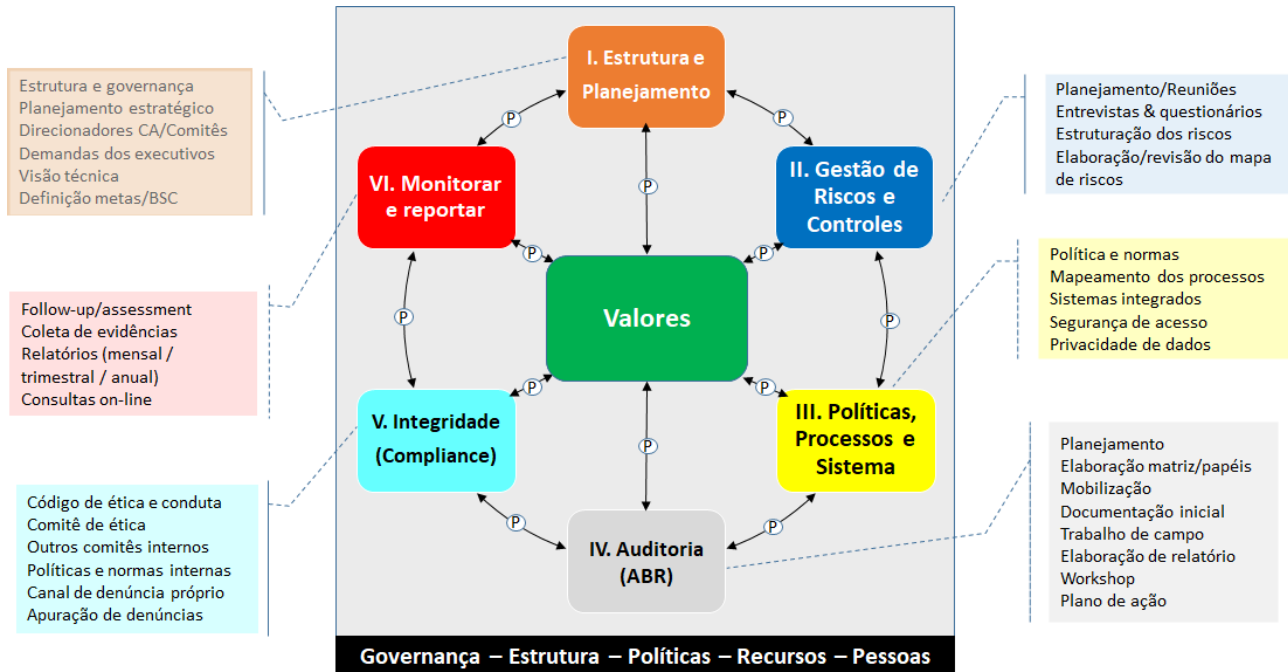 I. Estrutura e
Planejamento
Estrutura e governança
Planejamento estratégico
Direcionadores CA/Comitês
Demandas dos executivos
Visão técnica
Definição metas/BSC
Planejamento/Reuniões
Entrevistas & questionários
Estruturação dos riscos
Elaboração/revisão do mapa
de riscos
P
P
P
VI. Monitorar
e reportar
II. Gestão de
Riscos e
Controles
P
P
Valores
Política e normas
Mapeamento dos processos
Sistemas integrados
Segurança de acesso
Privacidade de dados
Follow-up/assessment
Coleta de evidências
Relatórios (mensal /
trimestral / anual)
Consultas on-line
P
P
P
P
V. Integridade
(Compliance)
III. Políticas,
Processos e
Sistema
P
Planejamento
Elaboração matriz/papéis
Mobilização
Documentação inicial
Trabalho de campo
Elaboração de relatório
Workshop
Plano de ação
Código de ética e conduta
Comitê de ética
Outros comitês internos
Políticas e normas internas
Canal de denúncia próprio
Apuração de denúncias
P
P
IV. Auditoria
(ABR)
Governança – Estrutura – Políticas – Recursos – Pessoas